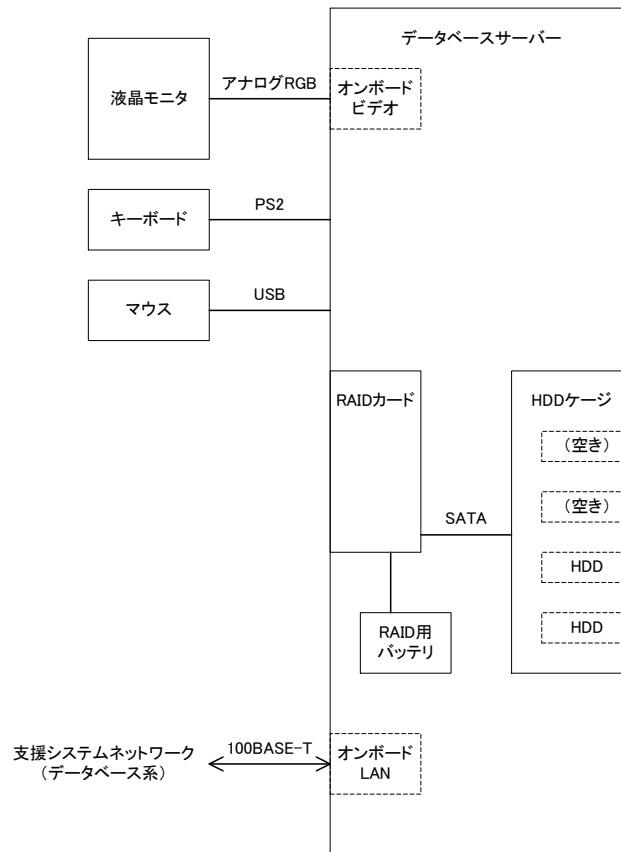 データベースサーバー
アナログRGB
液晶モニタ
オンボード
ビデオ
PS2
キーボード
USB
マウス
RAIDカード
HDDケージ
(空き)
(空き)
SATA
HDD
HDD
RAID用
バッテリ
支援システムネットワーク
(データベース系)
100BASE-T
オンボード
LAN